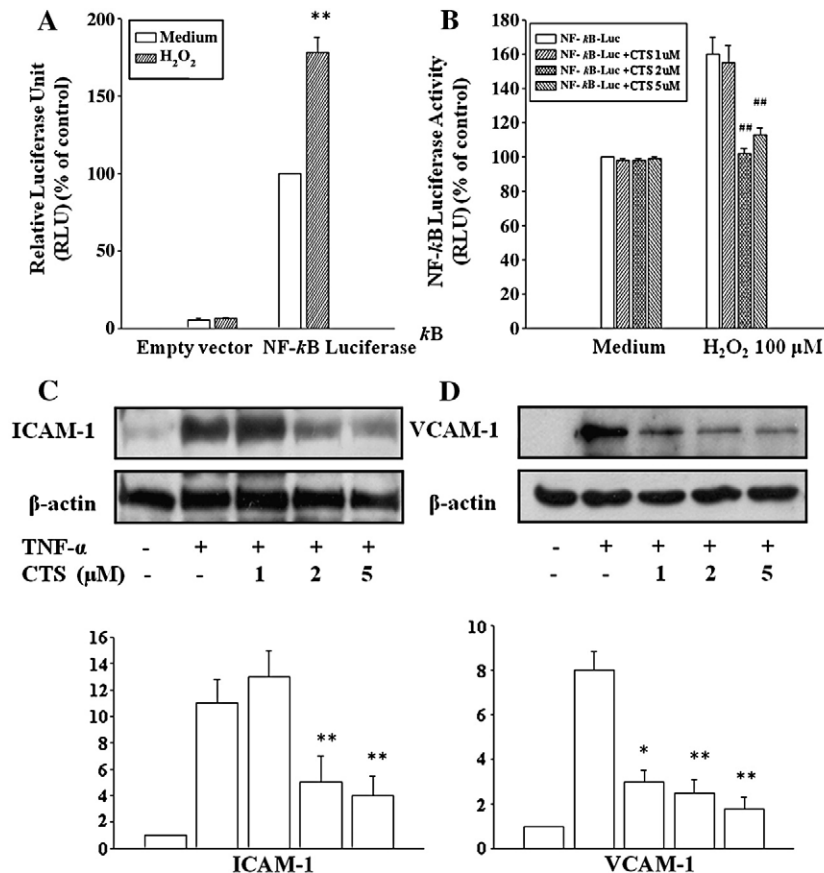 A
Relative Luciferase Unit
(RLU) (% of control)
200
150
100
50
0
Medium
H₂O₂
**
Empty vector
NF-kB Luciferase
kB
B
NF-kB Luciferase Activity
(RLU) (% of control)
180
160
140
120
100
80
60
40
20
0
NF-kB-Luc
NF-kB-Luc +CTS 1uM
NF-kB-Luc +CTS 2uM
NF-kB-Luc +CTS 5uM
##
##
Medium
H₂O₂ 100 µM
C
ICAM-1
β-actin
TNF-α - + + + +
CTS (µM) - - 1 2 5
D
VCAM-1
β-actin
- + + + +
- - 1 2 5
16
14
12
10
8
6
4
2
0
**
**
ICAM-1
10
8
6
4
2
0
*
**
**
VCAM-1